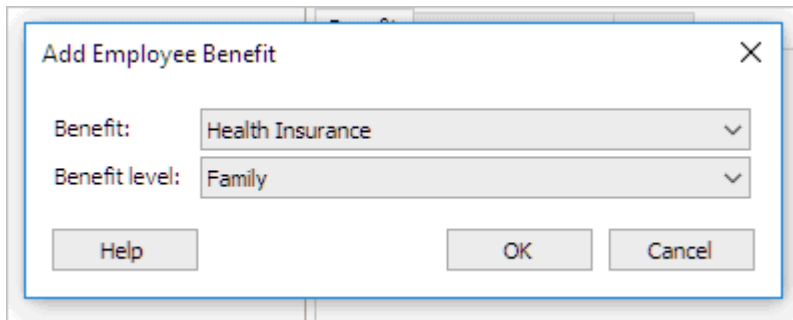 Add Employee Benefit
Benefit: Health Insurance
Benefit level: Family
Help OK Cancel